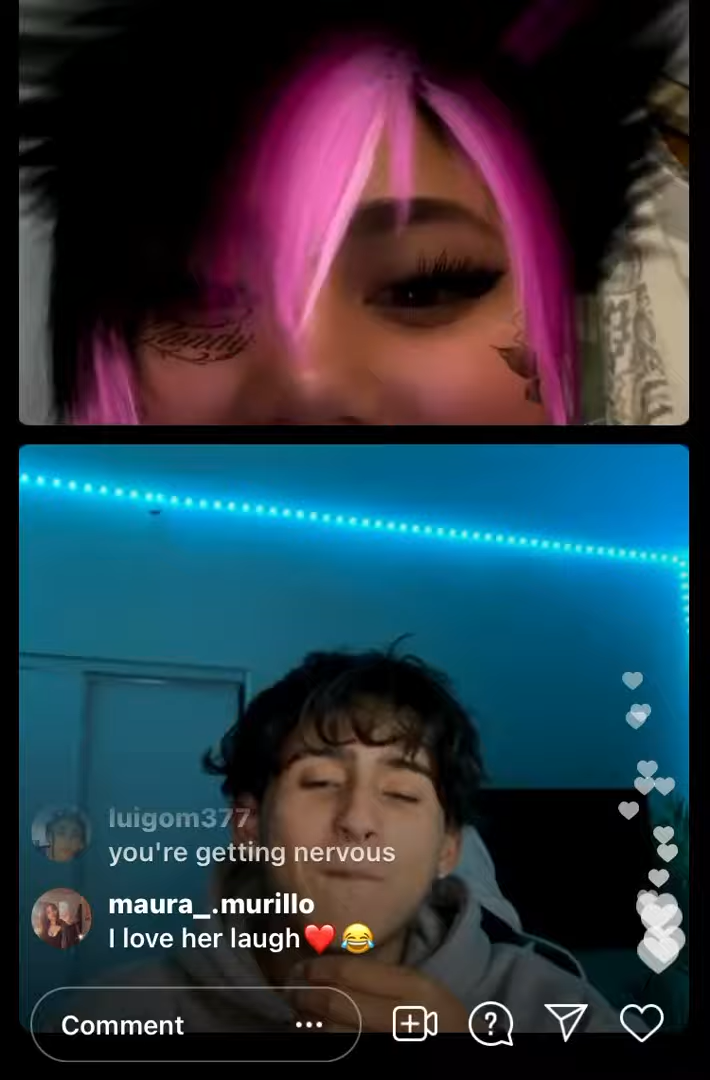 luigom377
you're getting nervous
maura_.murillo
I love her laugh❤️😂
Comment